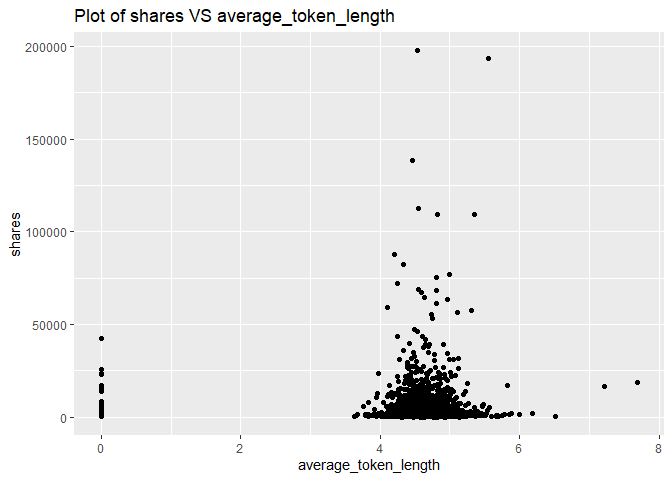 Plot of shares VS average_token_length
200000
150000
100000
50000
0
shares
0 2 4 6 8
average_token_length